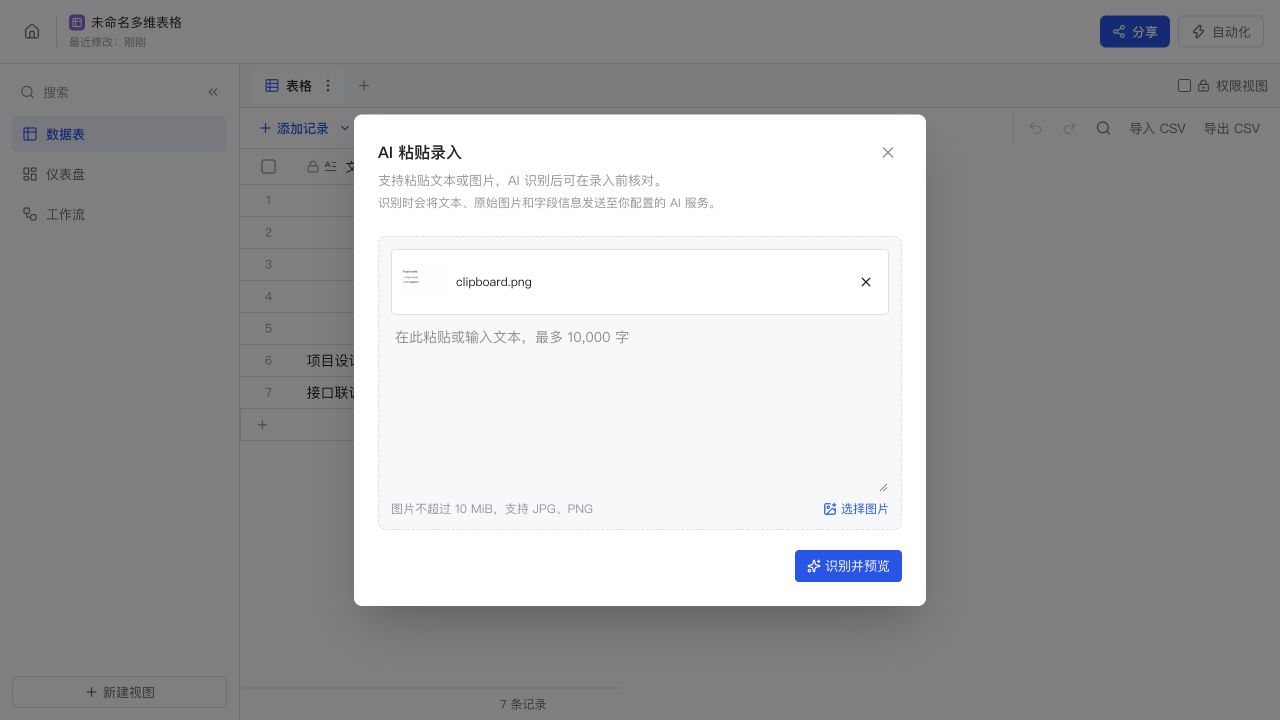 未命名多维表格
最近修改：刚刚
分享
自动化
搜索
数据表
仪表盘
工作流
新建视图
表格
权限视图
添加记录
导入 CSV
导出 CSV
1
2
3
4
5
6 项目设
7 接口联
7 条记录
AI 粘贴录入
支持粘贴文本或图片，AI 识别后可在录入前核对。
识别时会将文本、原始图片和字段信息发送至你配置的 AI 服务。
clipboard.png
在此粘贴或输入文本，最多 10,000 字
图片不超过 10 MiB，支持 JPG、PNG
选择图片
识别并预览